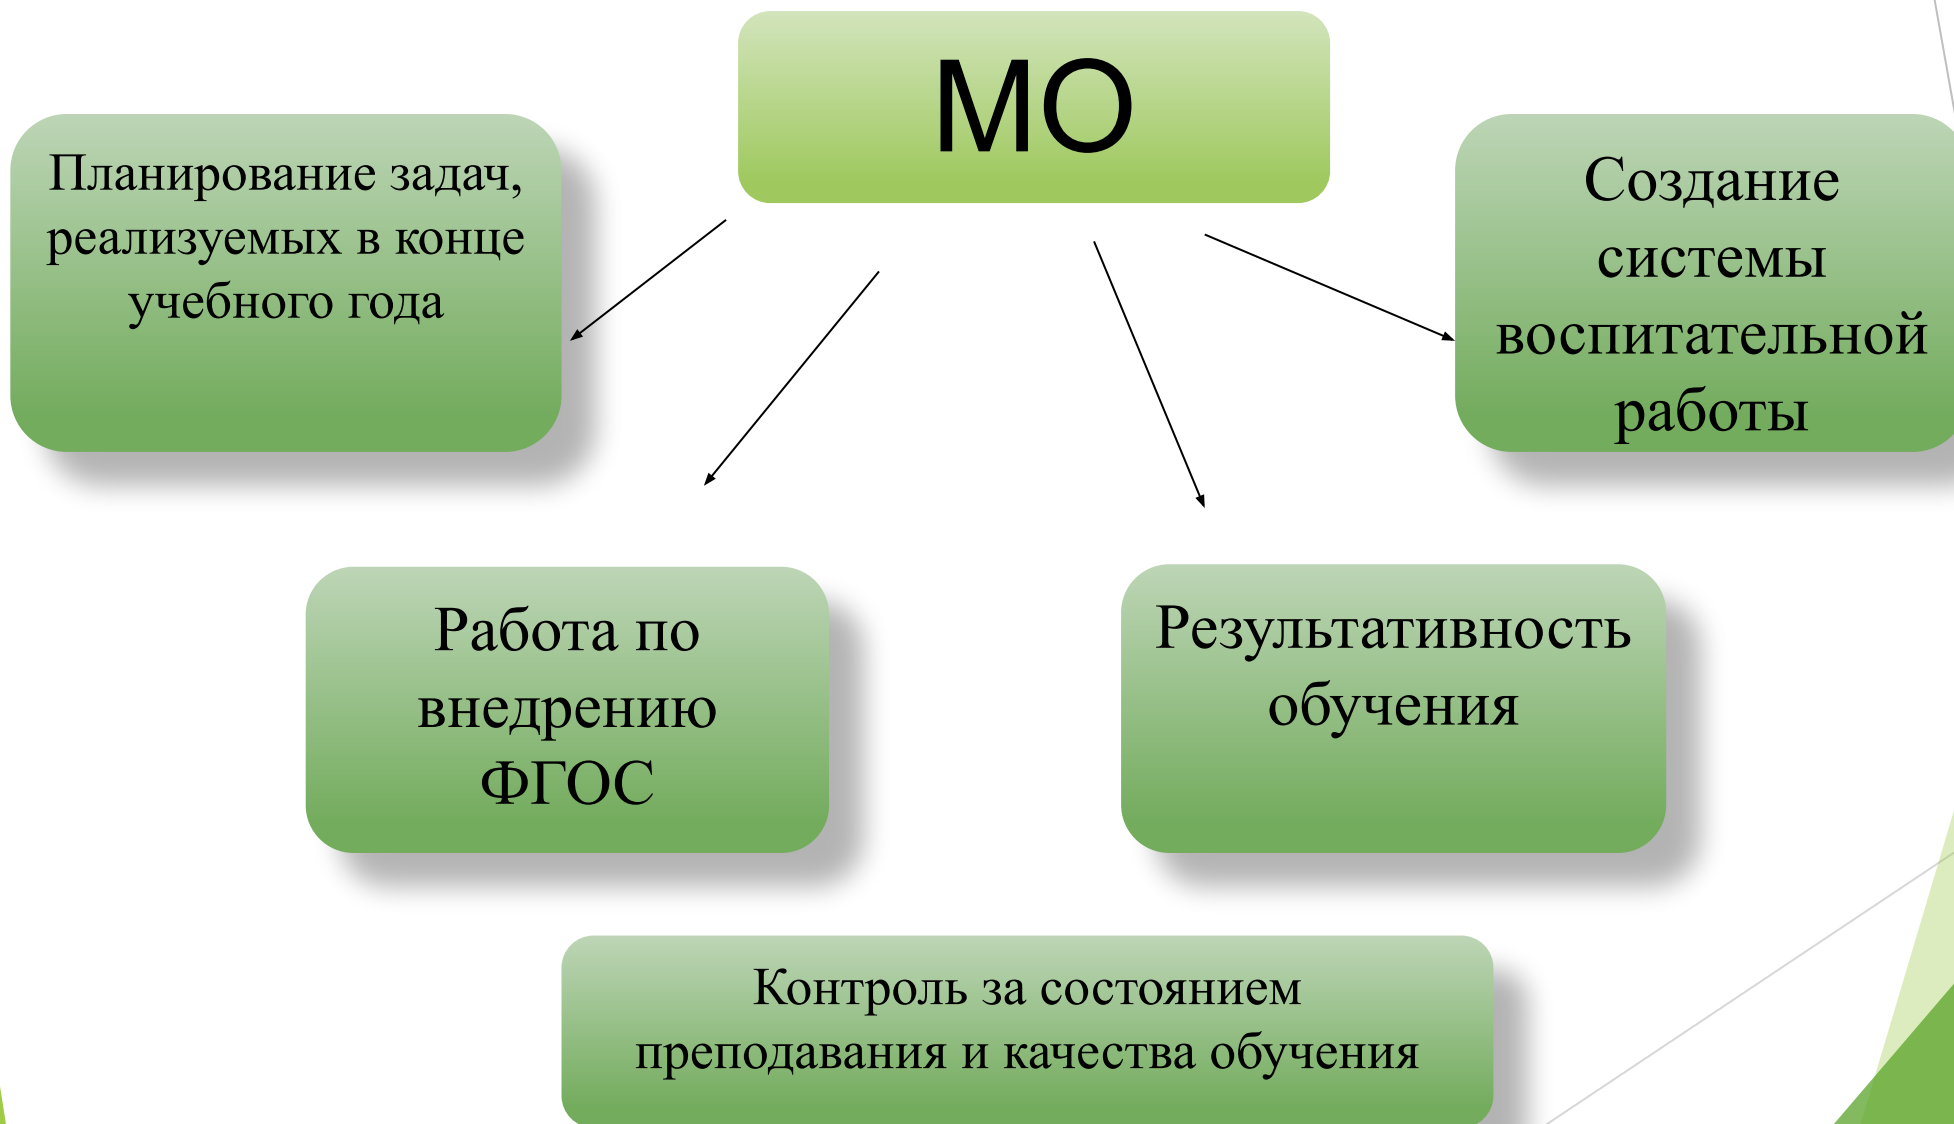 МО
Планирование задач,
реализуемых в конце
учебного года
Создание
системы
воспитательной
работы
Работа по
внедрению
ФГОС
Результативность
обучения
Контроль за состоянием
преподавания и качества обучения